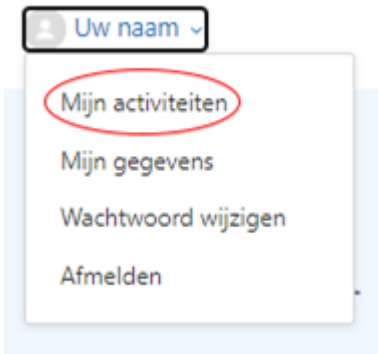 Uw naam
Mijn activiteiten
Mijn gegevens
Wachtwoord wijzigen
Afmelden